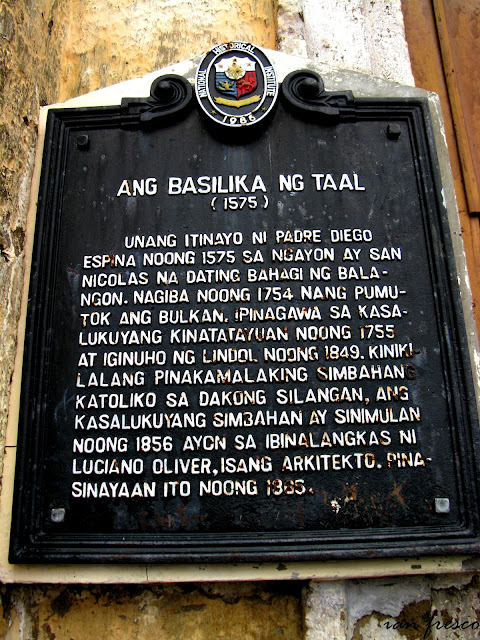 NATIONAL HISTORICAL INSTITUTE
1986
ANG BASILIKA NG TAAL
(1575)
UNANG ITINAYO NI PADRE DIEGO
ESPINA NOONG 1575 SA NGAYON AY SAN
NICOLAS NA DATING BAHAGI NG BALA-
NGON. NAGIBA NOONG 1754 NANG PUMU-
TOK ANG BULKAN. IPINAGAWA SA KASA-
LUKUYANG KINATATAYUAN NOONG 1755
AT IGINUHO NG LINDOL NOONG 1849. KINIKI-
LALANG PINAKAMALAKING SIMBAHANG
KATOLIKO SA DAKONG SILANGAN, ANG
KASALUKUYANG SIMBAHAN AY SINIMULAN
NOONG 1856 AYON SA IBINALANGKAS NI
LUCIANO OLIVER, ISANG ARKITEKTO. PINA-
SINAYAAN ITO NOONG 1865.
ian fresco